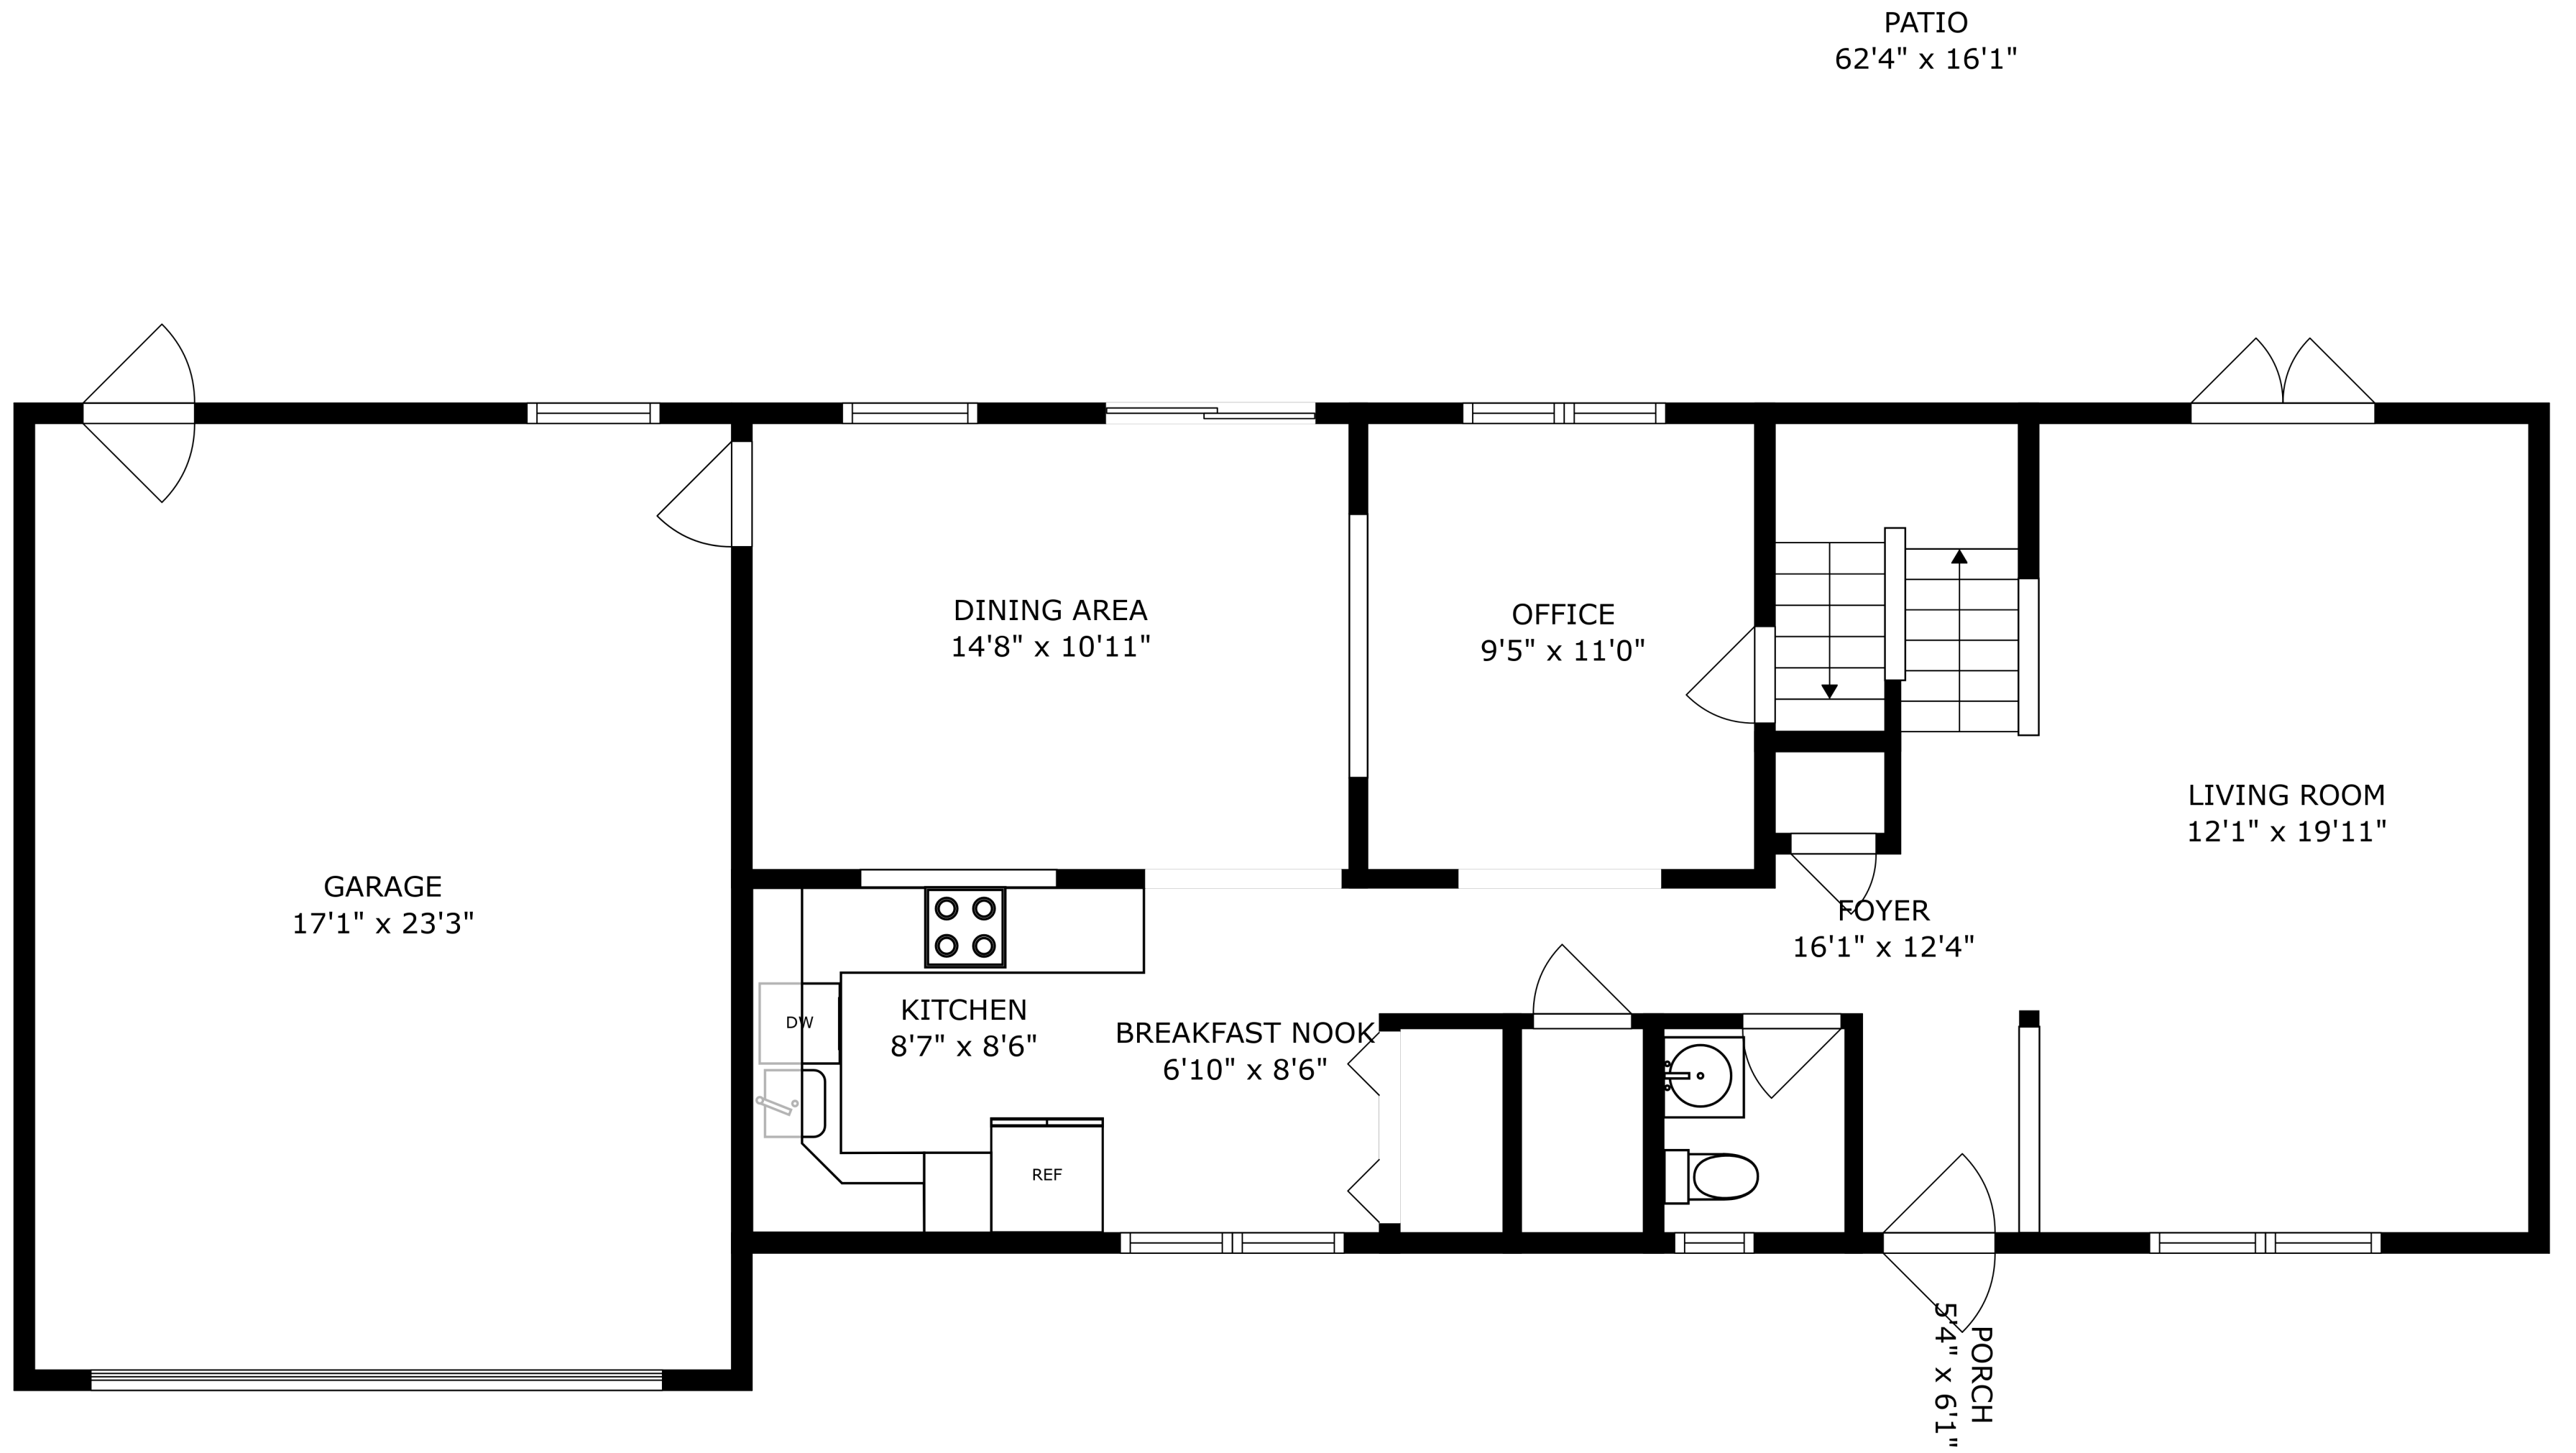 PATIO
62'4" x 16'1"
DINING AREA
14'8" x 10'11"
OFFICE
9'5" x 11'0"
LIVING ROOM
12'1" x 19'11"
GARAGE
17'1" x 23'3"
FOYER
16'1" x 12'4"
KITCHEN
8'7" x 8'6"
BREAKFAST NOOK
6'10" x 8'6"
DW
REF
PORCH
5'4" x 6'1"